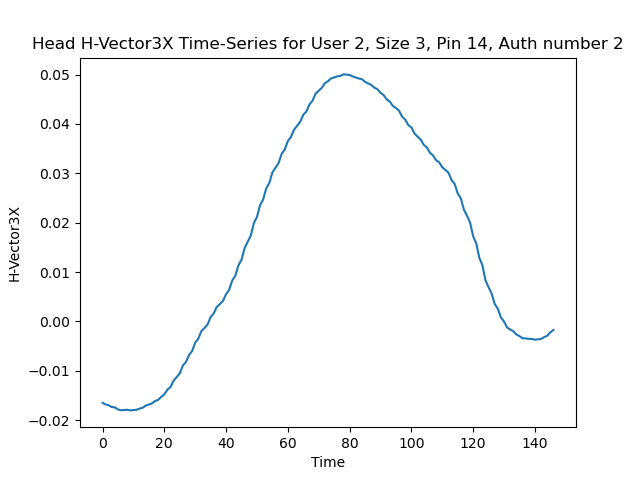 Head H-Vector3X Time-Series for User 2, Size 3, Pin 14, Auth number 2
0.05
0.04
0.03
0.02
0.01
0.00
−0.01
−0.02
H-Vector3X
0 20 40 60 80 100 120 140
Time